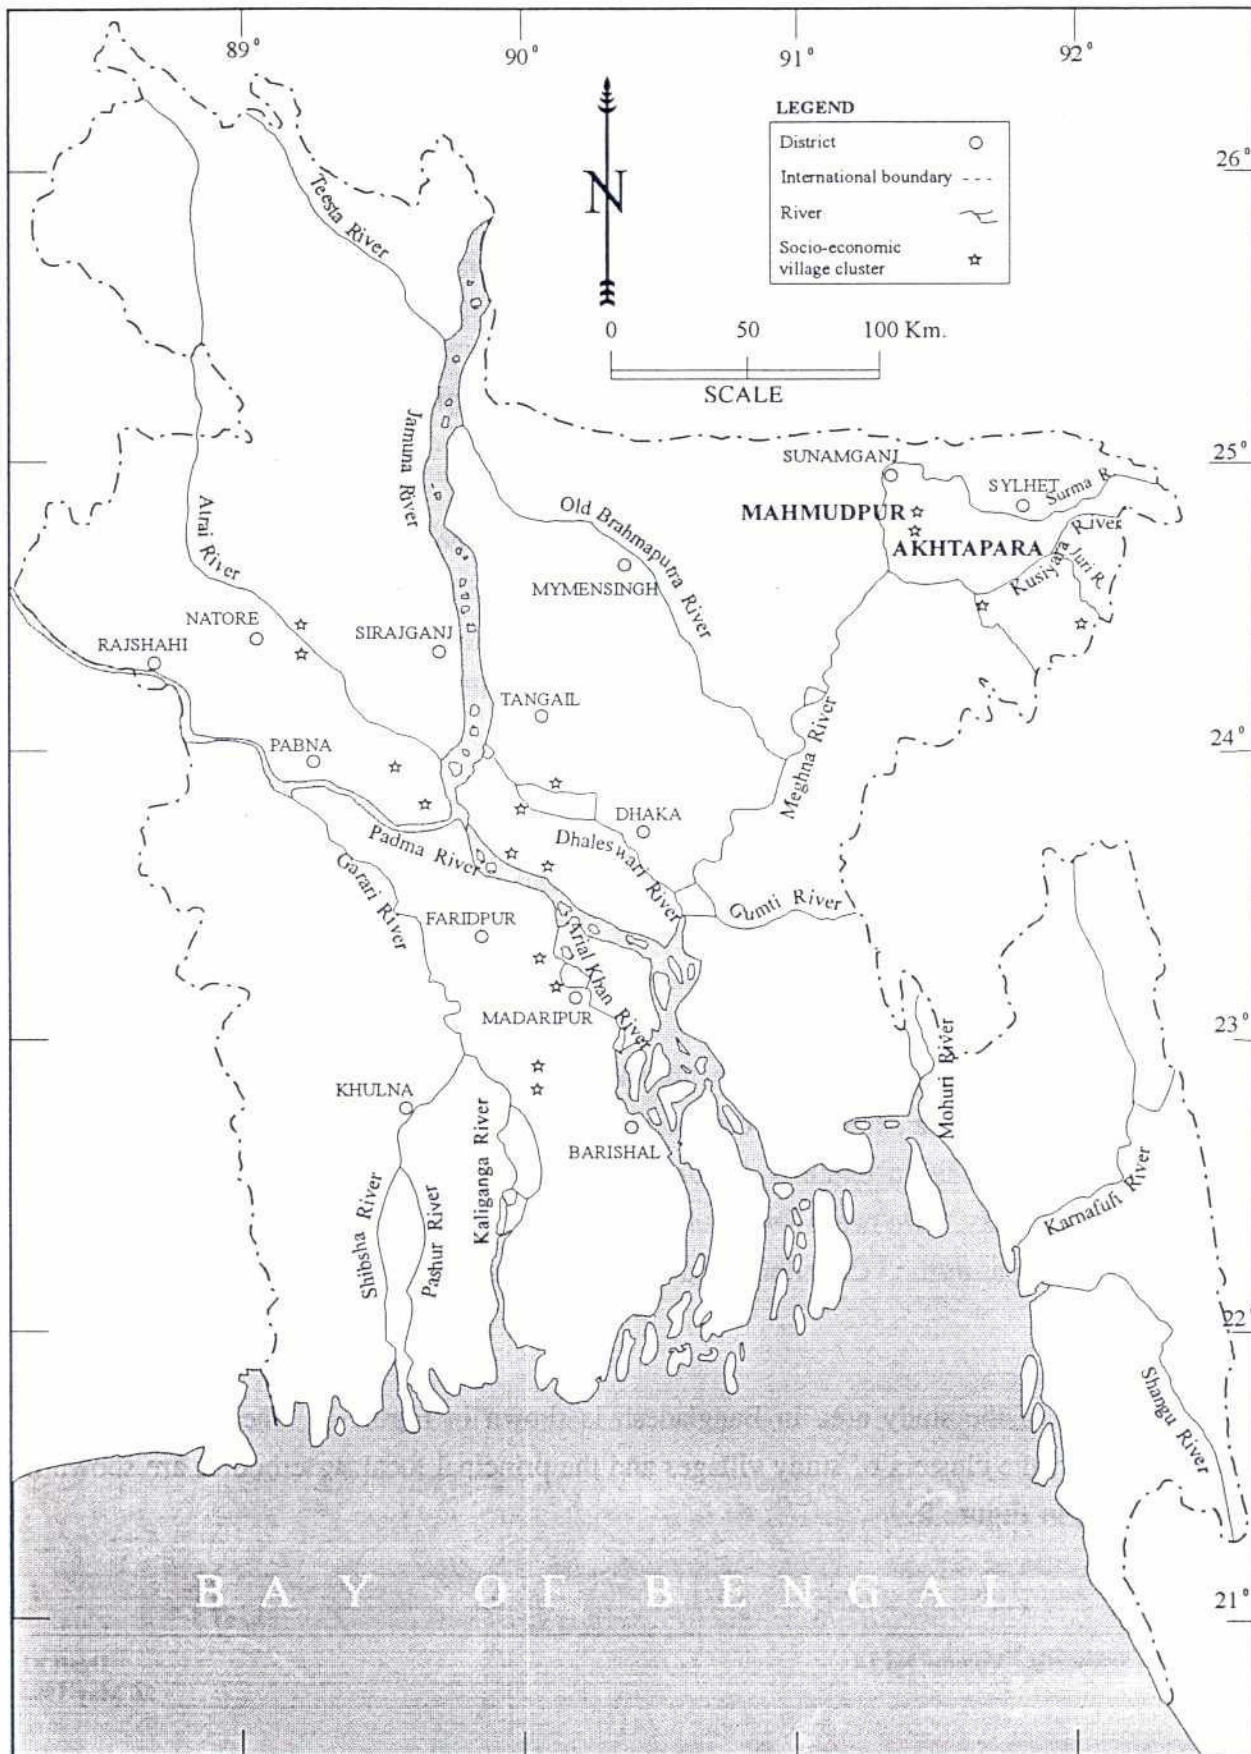 89°
90°
91°
92°
LEGEND
District
International boundary
River
Socio-economic
village cluster
N
26°
0 50 100 Km.
SCALE
Teesta River
Jamuna River
25°
SUNAMGANJ
SYLHET
Surma R.
MAHMUDPUR
AKHTAPARA
Kusiyara River
Juri R.
Atrai River
Old Brahmaputra River
MYMENSINGH
NATORE
RAJSHAHI
SIRAJGANJ
TANGAIL
24°
PABNA
Meghna River
DHAKA
Padma River
Dhaleswari River
Garari River
Gumti River
FARIDPUR
Arial Khan River
MADARIPUR
23°
Mohuri River
KHULNA
Kaliganga River
BARISHAL
Shibsha River
Pashur River
Karnafuli River
22°
Shangu River
BAY OF BENGAL
21°